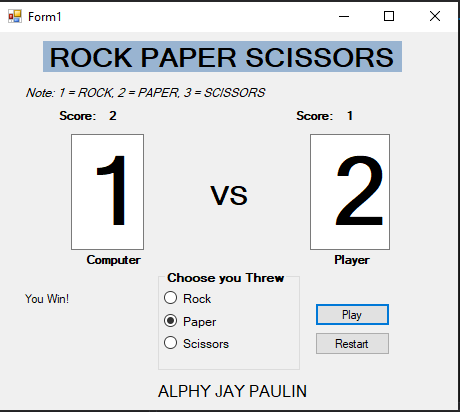 Form1
ROCK PAPER SCISSORS
Note: 1 = ROCK, 2 = PAPER, 3 = SCISSORS
Score: 2
Score: 1
1
VS
2
Computer
Player
Choose you Threw
You Win!
Rock
Paper
Scissors
Play
Restart
ALPHY JAY PAULIN